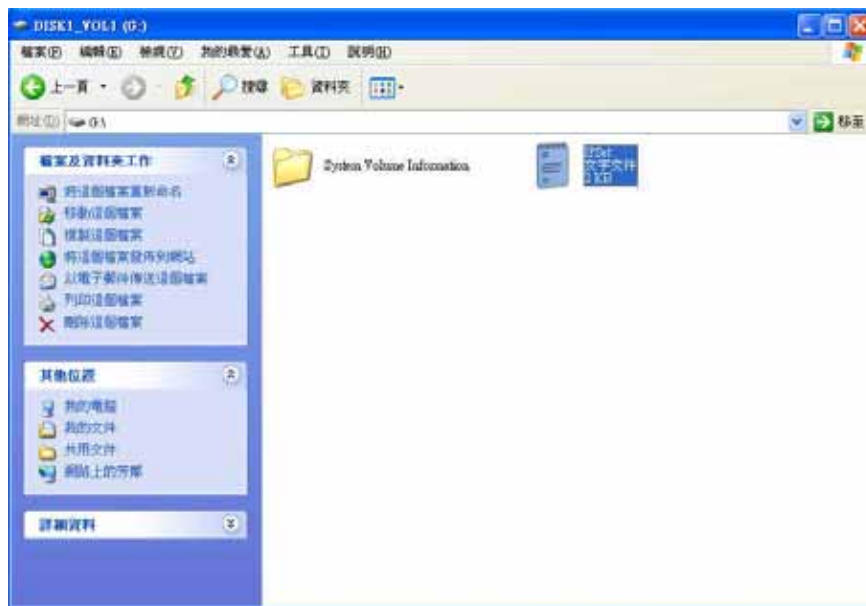 DISK1_VOL1 (G:)
檔案(F) 編輯(E) 檢視(V) 我的最愛(A) 工具(T) 說明(H)
上一頁 搜尋 資料夾
網址(D) G:\ 移至
檔案及資料夾工作
將這個檔案重新命名
移動這個檔案
複製這個檔案
將這個檔案發佈到網站
以電子郵件傳送這個檔案
列印這個檔案
刪除這個檔案
其他位置
我的電腦
我的文件
共用文件
網路上的芳鄰
詳細資料
System Volume Information
文字文件
1 KB